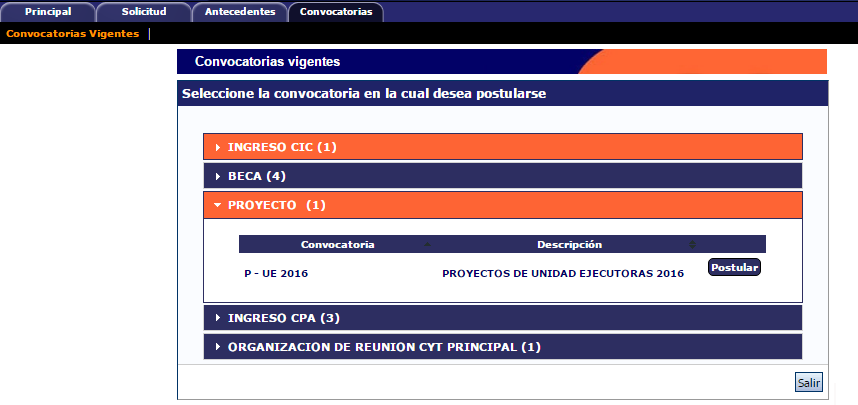 Principal Solicitud Antecedentes Convocatorias
Convocatorias Vigentes
Convocatorias vigentes
Seleccione la convocatoria en la cual desea postularse
INGRESO CIC (1)
BECA (4)
PROYECTO (1)
Convocatoria Descripción
P - UE 2016 PROYECTOS DE UNIDAD EJECUTORAS 2016 Postular
INGRESO CPA (3)
ORGANIZACION DE REUNION CYT PRINCIPAL (1)
Salir